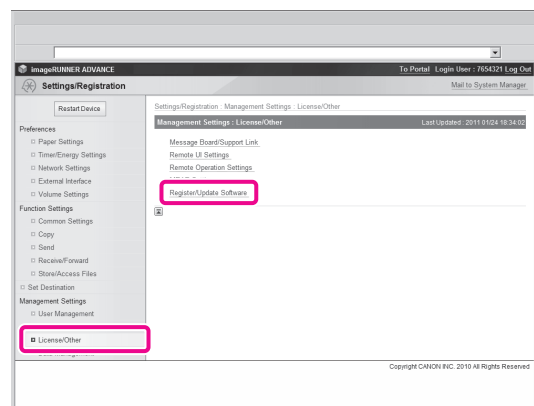 imageRUNNER ADVANCE
To Portal Login User : 7654321 Log Out
Settings/Registration
Mail to System Manager
Restart Device
Settings/Registration : Management Settings : License/Other
Management Settings : License/Other
Last Updated : 2011 01/24 18:34:02
Preferences
Paper Settings
Timer/Energy Settings
Network Settings
External Interface
Volume Settings
Function Settings
Common Settings
Copy
Send
Receive/Forward
Store/Access Files
Set Destination
Management Settings
User Management
License/Other
Message Board/Support Link
Remote UI Settings
Remote Operation Settings
Register/Update Software
Copyright CANON INC. 2010 All Rights Reserved